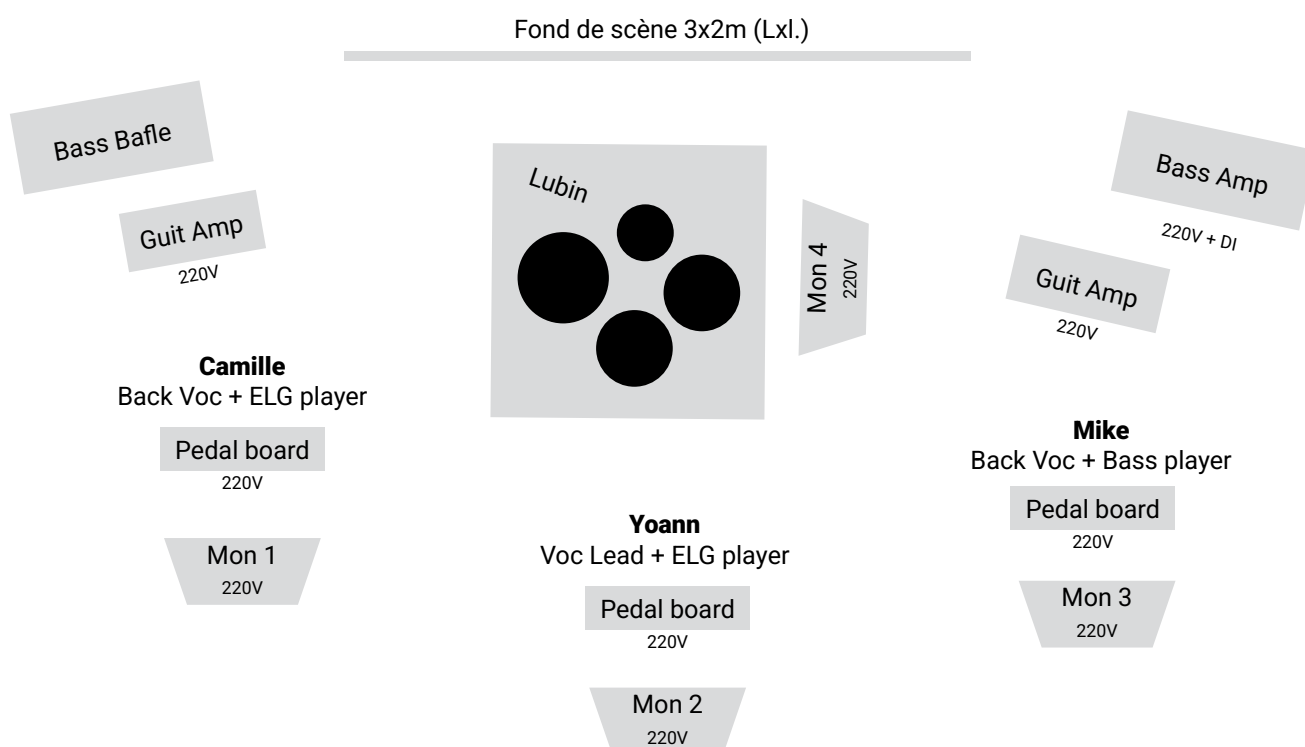 Fond de scène 3x2m (Lxl.)
Bass Bafle
Guit Amp
220V
Lubin
Mon 4
220V
Bass Amp
220V + DI
Guit Amp
220V
Camille
Back Voc + ELG player
Pedal board
220V
Mon 1
220V
Yoann
Voc Lead + ELG player
Pedal board
220V
Mon 2
220V
Mike
Back Voc + Bass player
Pedal board
220V
Mon 3
220V